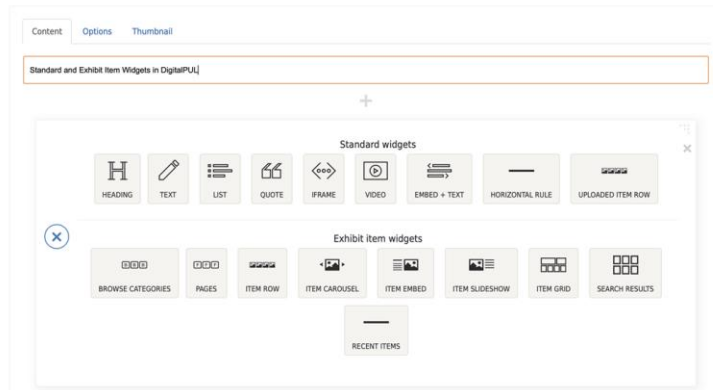 Content Options Thumbnail
Standard and Exhibit Item Widgets in DigitalPUL
Standard widgets
HEADING TEXT LIST QUOTE IFRAME VIDEO EMBED + TEXT HORIZONTAL RULE UPLOADED ITEM ROW
Exhibit item widgets
BROWSE CATEGORIES PAGES ITEM ROW ITEM CAROUSEL ITEM EMBED ITEM SLIDESHOW ITEM GRID SEARCH RESULTS
RECENT ITEMS